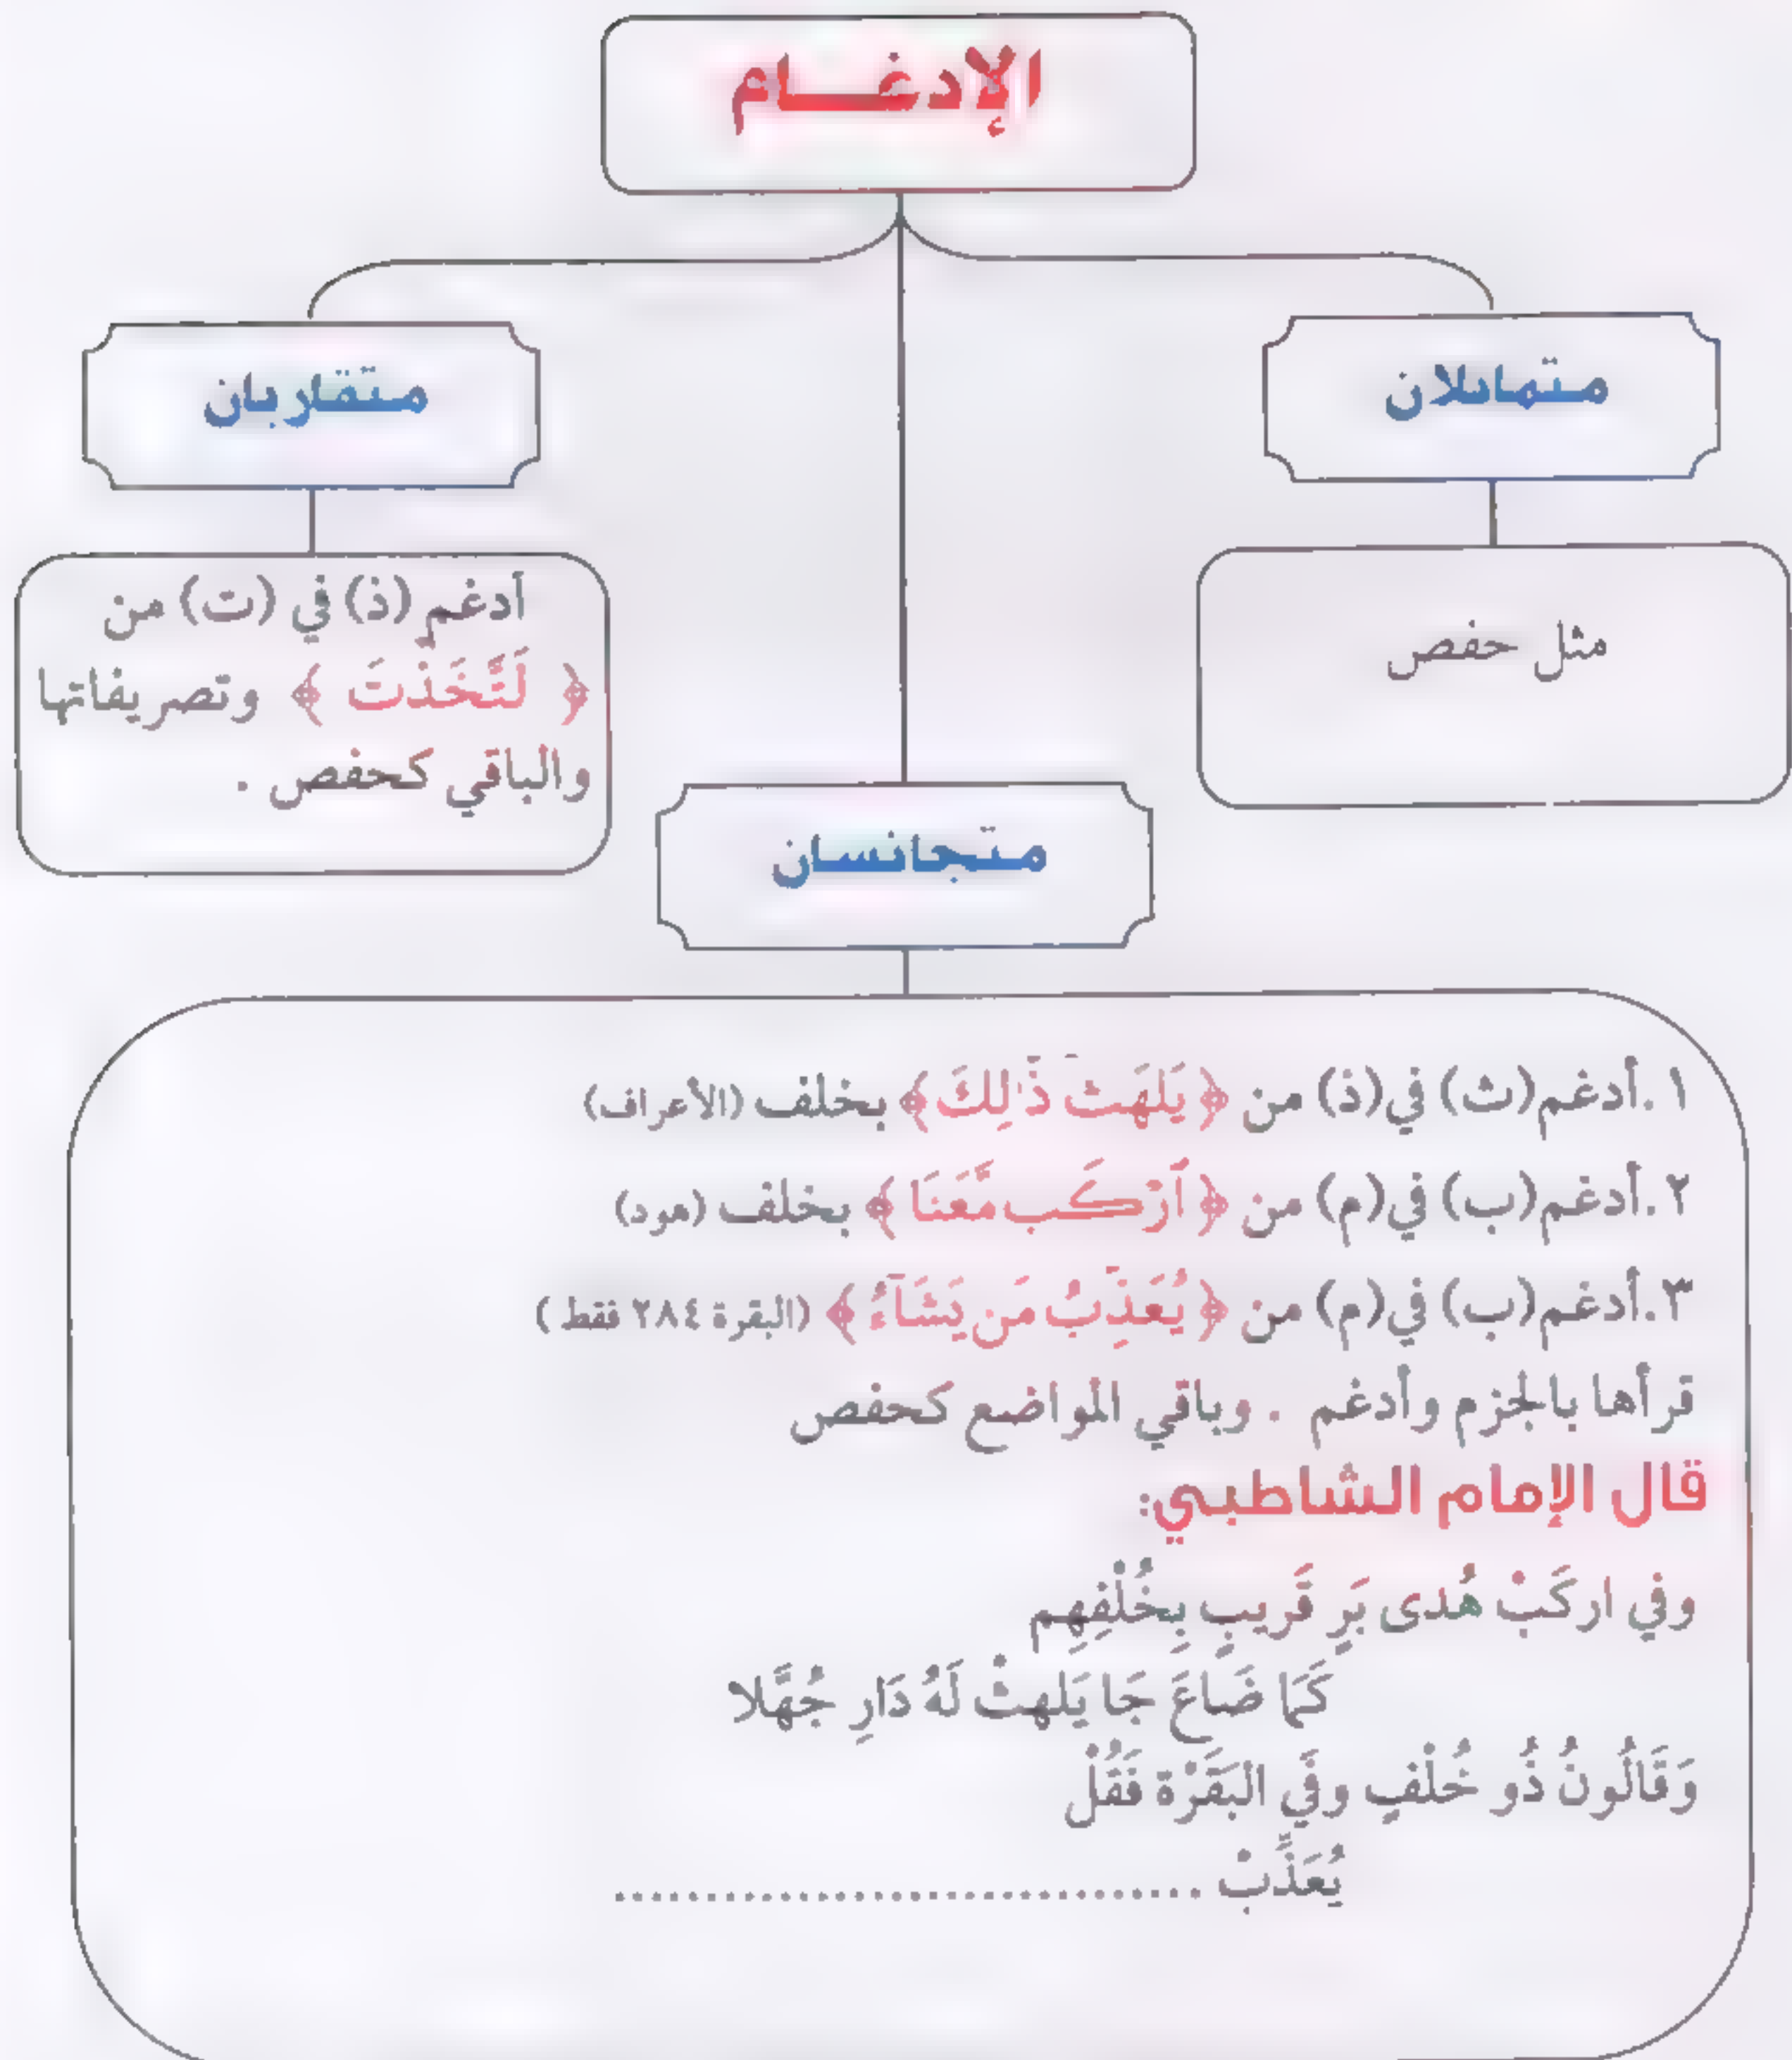 الإدغـــام
متماثلان
مثل حفص
متقاربان
أدغم (ذ) في (ت) من
﴿ لَتَّخَذْتَ ﴾ وتصريفاتها
والباقي كحفص .
متجانسان
١.أدغم(ث) في(ذ) من ﴿يَلْهَث ذَّٰلِكَ﴾ بخلف (الأعراف)
٢.أدغم(ب) في(م) من ﴿ٱرْكَب مَّعَنَا﴾ بخلف (هود)
٣.أدغم(ب) في(م) من ﴿يُعَذِّبُ مَن يَشَآءُ﴾ (البقرة ٢٨٤ فقط)
قرأها بالجزم وأدغم . وباقي المواضع كحفص
قال الإمام الشاطبي:
وفي اركَبْ هُدى بَرٍ قَريبٍ بِخُلْفِهِم
كَمَا ضَاعَ جَا يَلهثْ لَهُ دَارِ جُهَّلا
وَقَالُونُ ذُو خُلْفٍ وفَي البَقَرْة فَقُلْ
يُعَذِّبْ ..............................